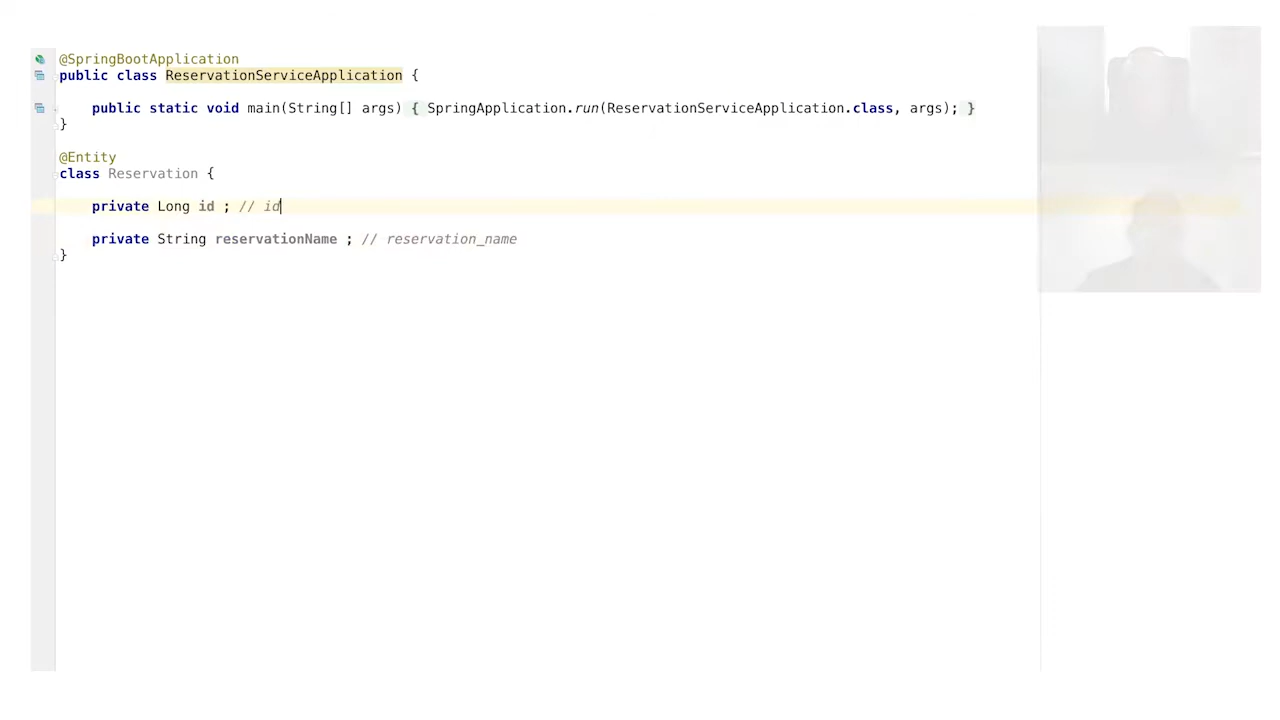 @SpringBootApplication
public class ReservationServiceApplication {
public static void main(String[] args) { SpringApplication.run(ReservationServiceApplication.class, args); }
}
@Entity
class Reservation {
private Long id ; // id
private String reservationName ; // reservation_name
}